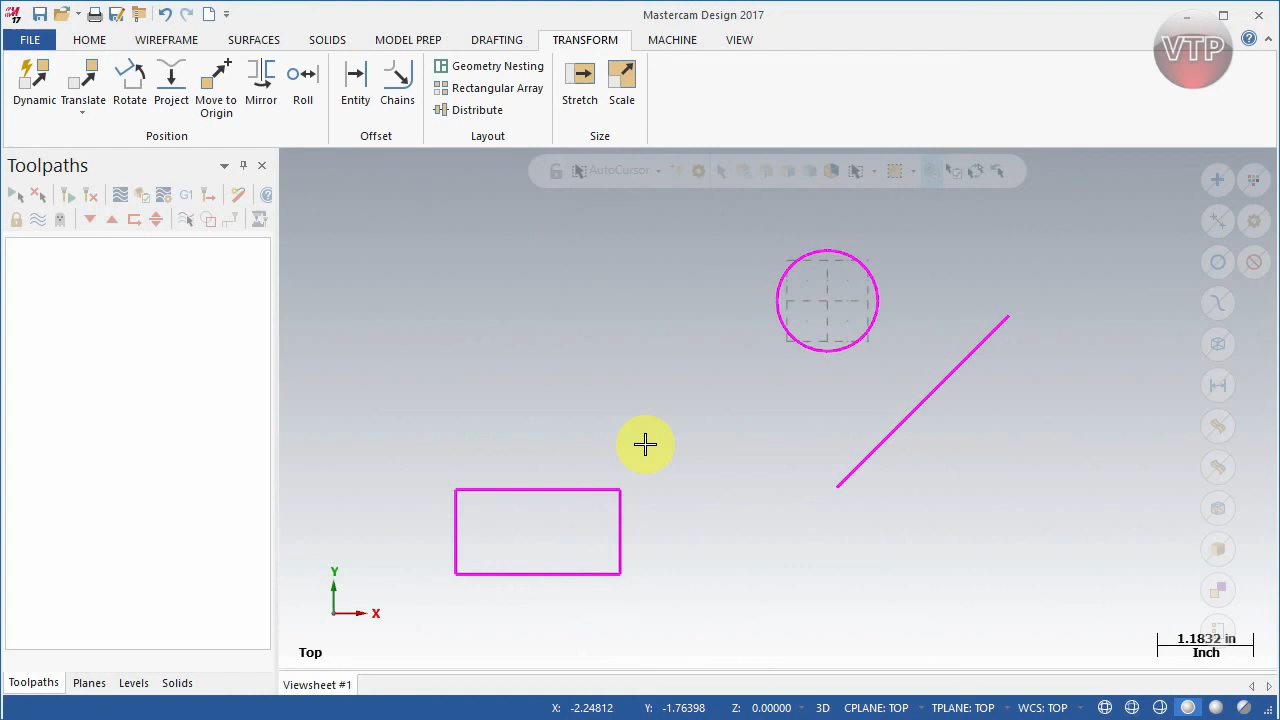 17
Mastercam Design 2017
FILE HOME WIREFRAME SURFACES SOLIDS MODEL PREP DRAFTING TRANSFORM MACHINE VIEW
VTP
Dynamic Translate Rotate Project Move to Origin Mirror Roll
Position
Entity Chains
Offset
Geometry Nesting
Rectangular Array
Distribute
Layout
Stretch Scale
Size
Toolpaths
G1
AutoCursor
Y
X
Top
1.1832 in
Inch
Toolpaths Planes Levels Solids
Viewsheet #1
X: -2.24812 Y: -1.76398 Z: 0.00000 3D CPLANE: TOP TPLANE: TOP WCS: TOP